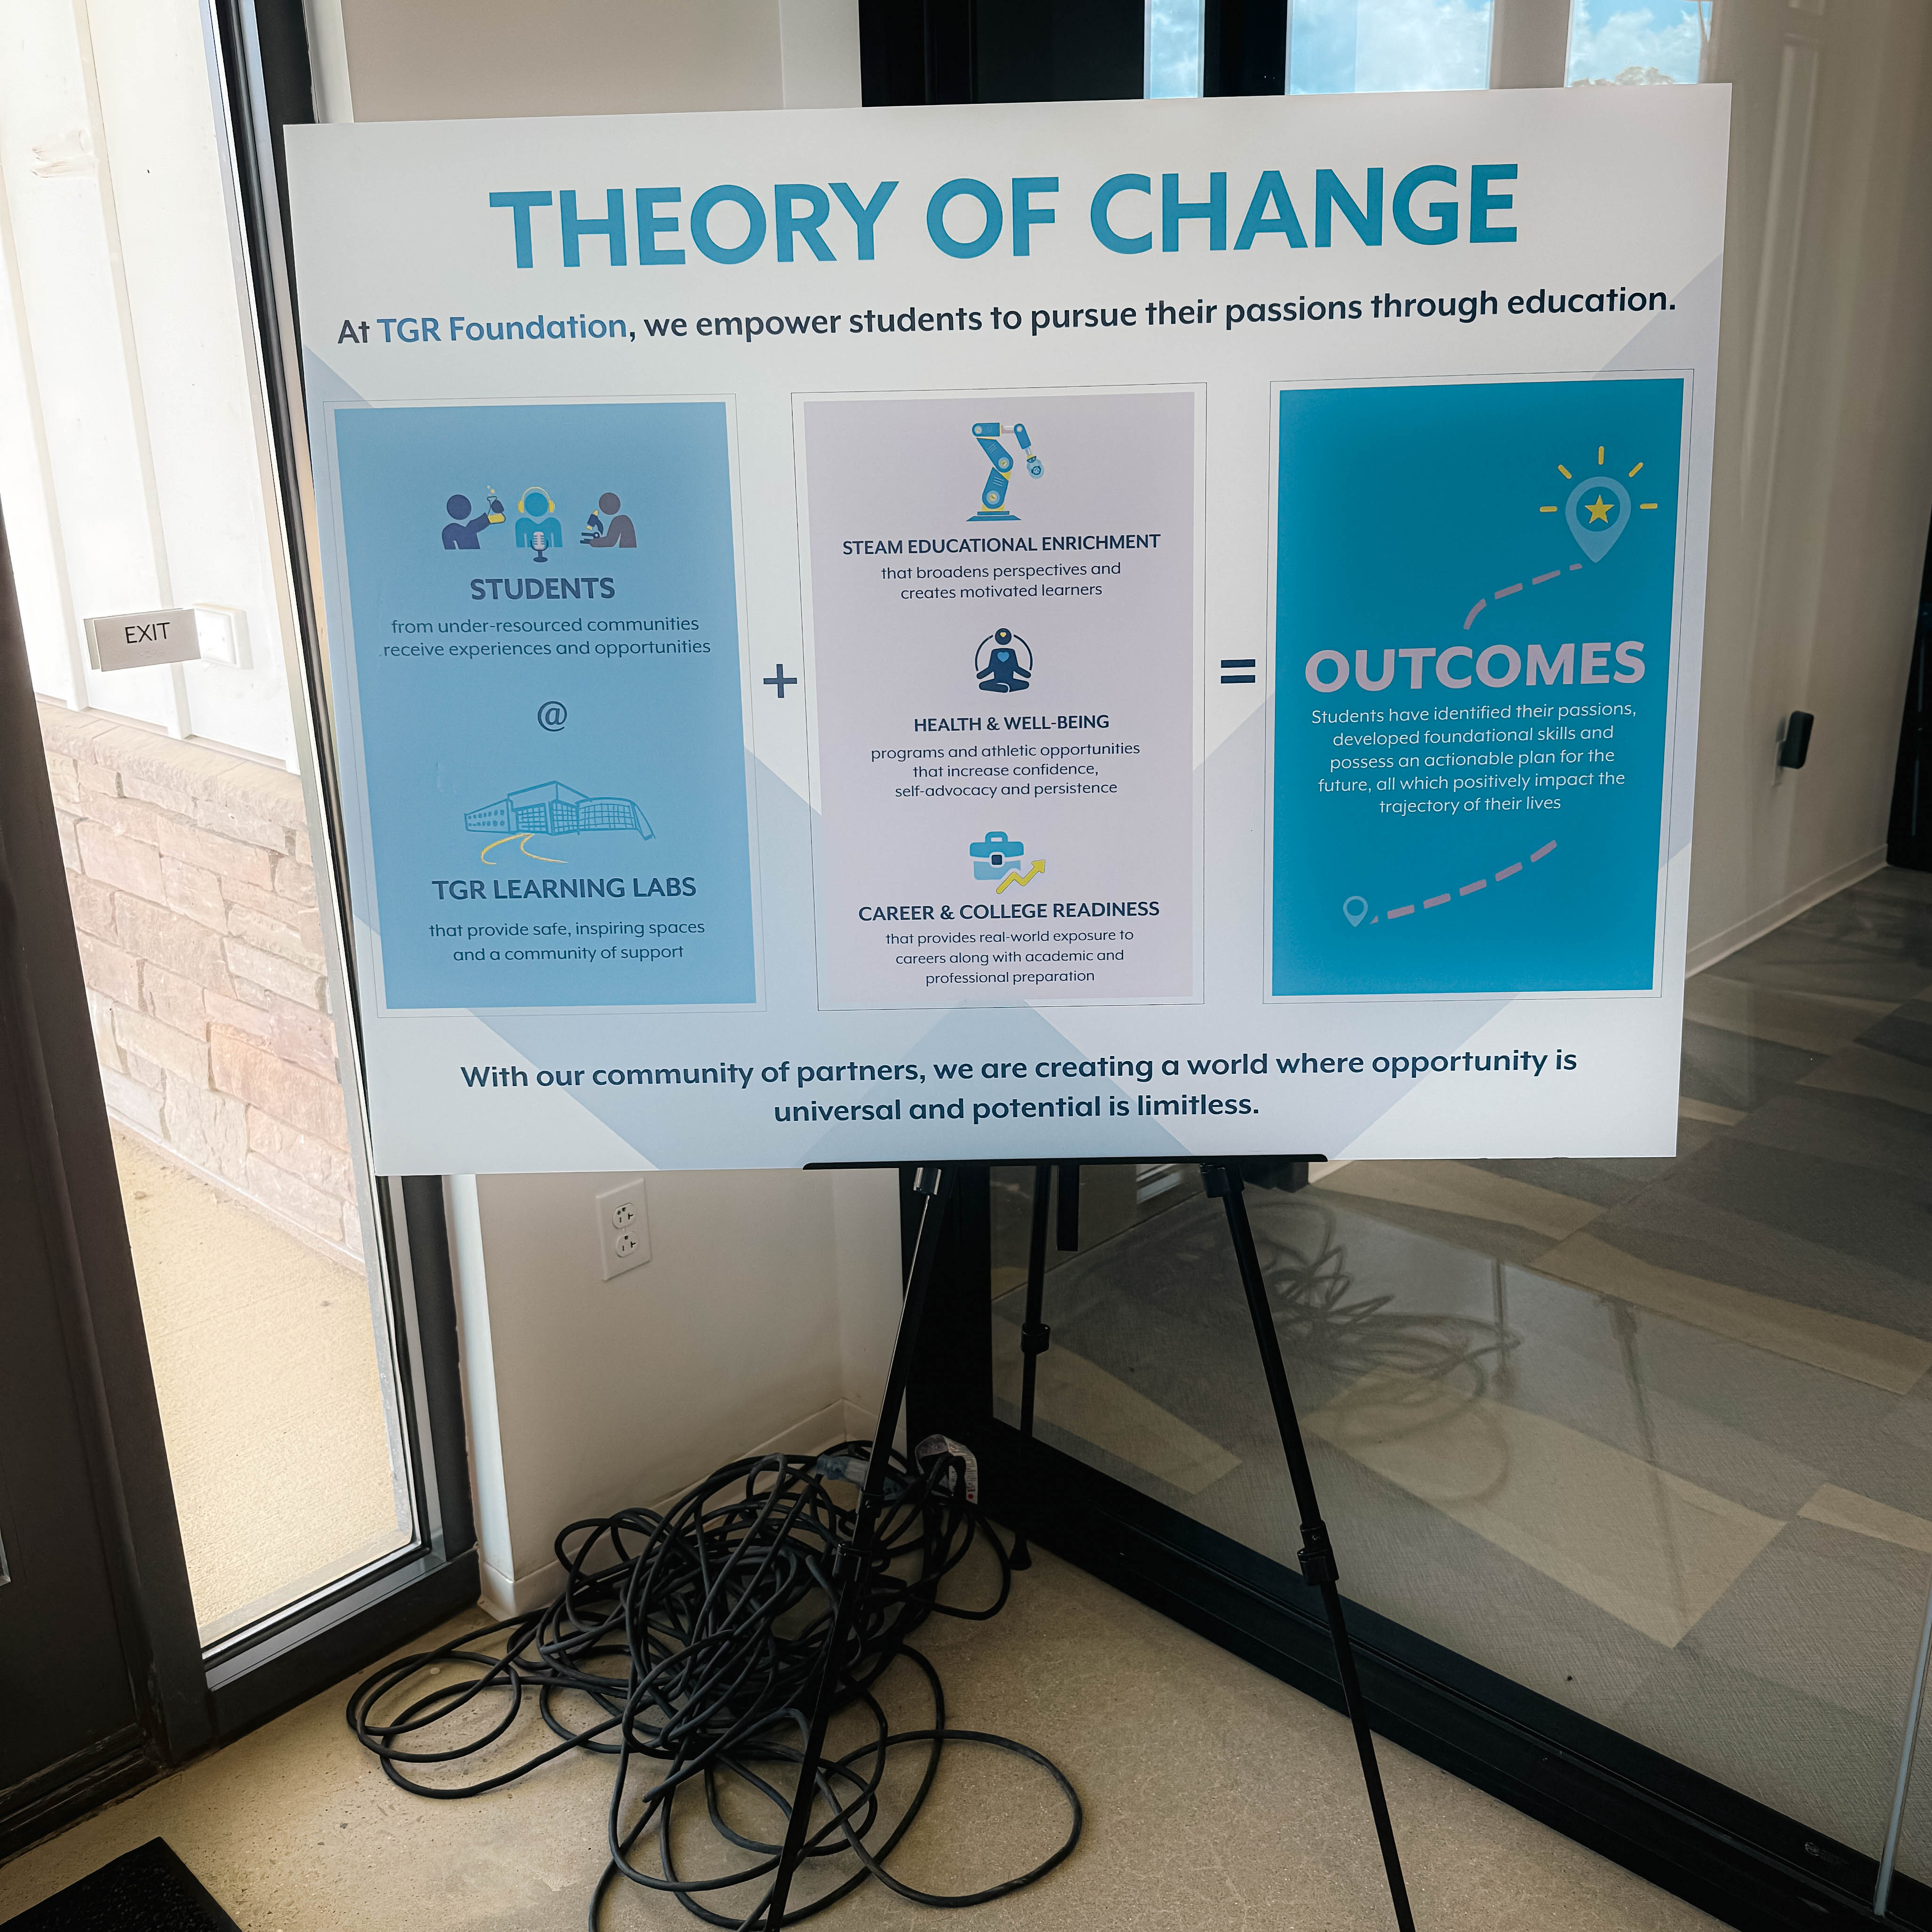 THEORY OF CHANGE
At TGR Foundation, we empower students to pursue their passions through education.
STUDENTS
from under-resourced communities
receive experiences and opportunities
@
TGR LEARNING LABS
that provide safe, inspiring spaces
and a community of support
+
STEAM EDUCATIONAL ENRICHMENT
that broadens perspectives and
creates motivated learners
HEALTH & WELL-BEING
programs and athletic opportunities
that increase confidence,
self-advocacy and persistence
CAREER & COLLEGE READINESS
that provides real-world exposure to
careers along with academic and
professional preparation
=
OUTCOMES
Students have identified their passions,
developed foundational skills and
possess an actionable plan for the
future, all which positively impact the
trajectory of their lives
With our community of partners, we are creating a world where opportunity is
universal and potential is limitless.
EXIT